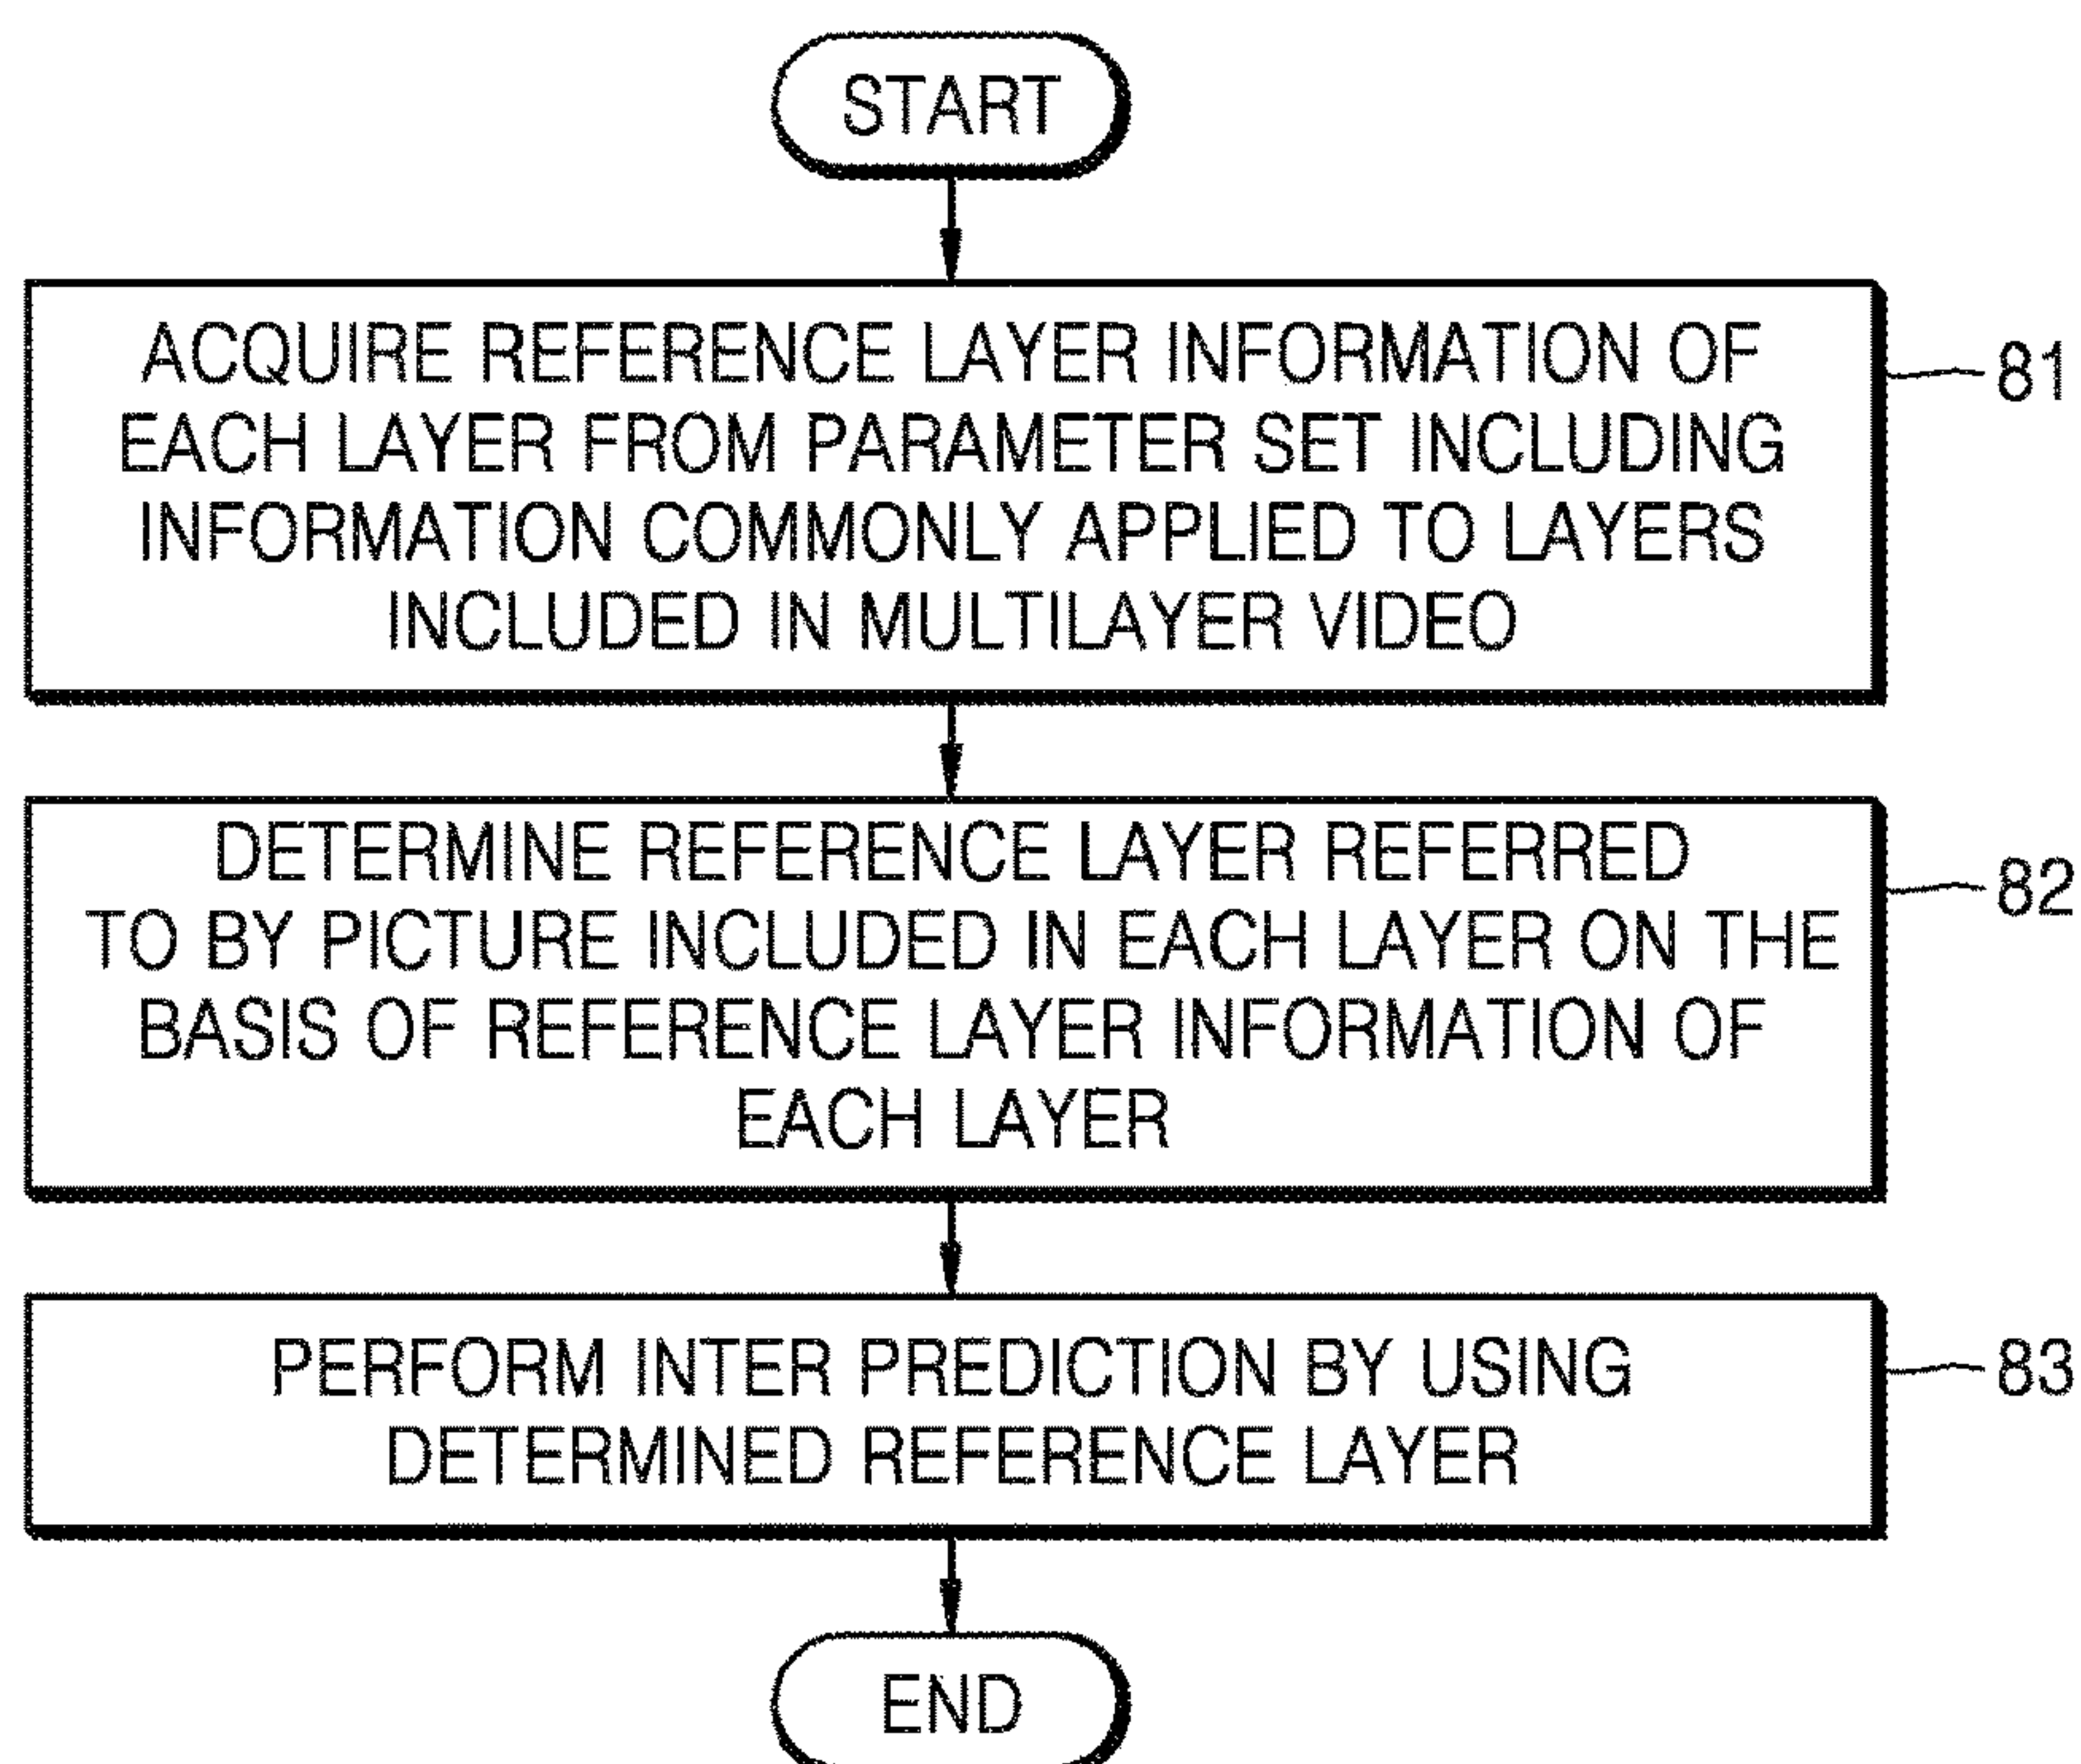 START
ACQUIRE REFERENCE LAYER INFORMATION OF
EACH LAYER FROM PARAMETER SET INCLUDING
INFORMATION COMMONLY APPLIED TO LAYERS
INCLUDED IN MULTILAYER VIDEO
81
DETERMINE REFERENCE LAYER REFERRED
TO BY PICTURE INCLUDED IN EACH LAYER ON THE
BASIS OF REFERENCE LAYER INFORMATION OF
EACH LAYER
82
PERFORM INTER PREDICTION BY USING
DETERMINED REFERENCE LAYER
83
END